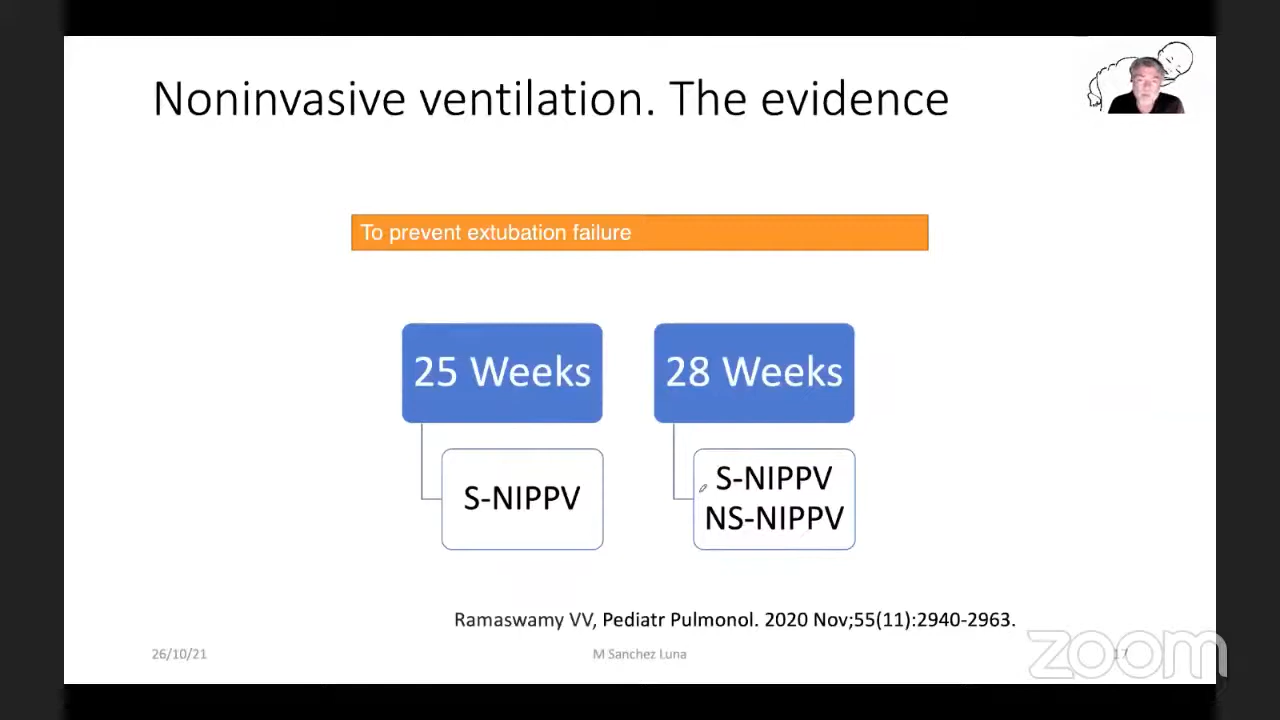 Noninvasive ventilation. The evidence
To prevent extubation failure
25 Weeks
28 Weeks
S-NIPPV
S-NIPPV
NS-NIPPV
Ramaswamy VV, Pediatr Pulmonol. 2020 Nov;55(11):2940-2963.
26/10/21
M Sanchez Luna
17
zoom